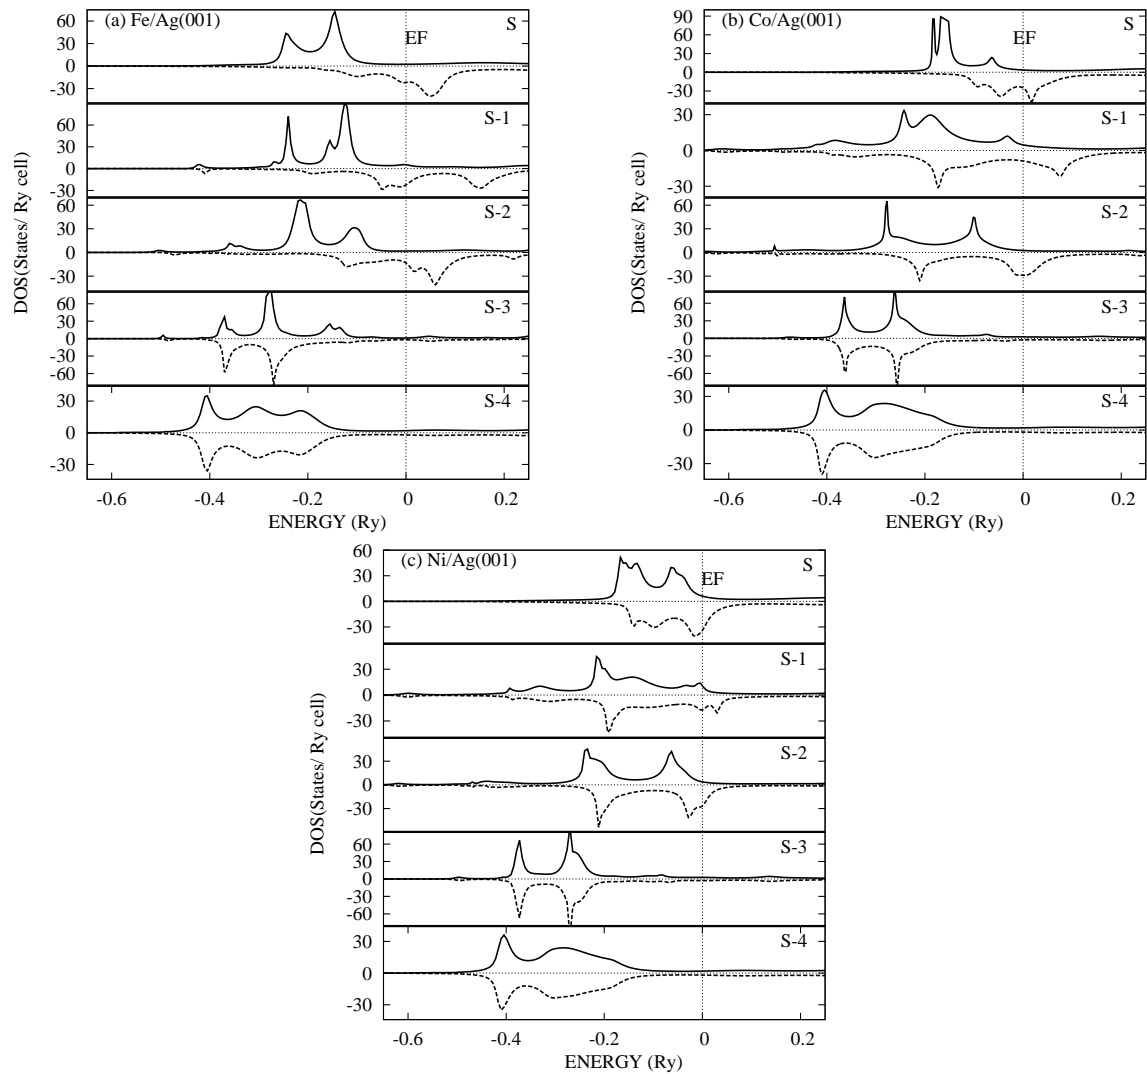 (a) Fe/Ag(001)
S
EF
60
30
0
-30
S-1
60
30
0
-30
S-2
60
30
0
-30
S-3
60
30
0
-30
-60
S-4
30
0
-30
-0.6
-0.4
-0.2
0
0.2
ENERGY (Ry)
DOS(States/ Ry cell)
(b) Co/Ag(001)
S
EF
90
60
30
0
-30
S-1
30
0
-30
S-2
60
30
0
-30
S-3
60
30
0
-30
-60
S-4
30
0
-30
-0.6
-0.4
-0.2
0
0.2
ENERGY (Ry)
DOS(States/ Ry cell)
(c) Ni/Ag(001)
S
EF
60
30
0
-30
S-1
30
0
-30
S-2
30
0
-30
S-3
60
30
0
-30
-60
S-4
30
0
-30
-0.6
-0.4
-0.2
0
0.2
ENERGY (Ry)
DOS(States/ Ry cell)